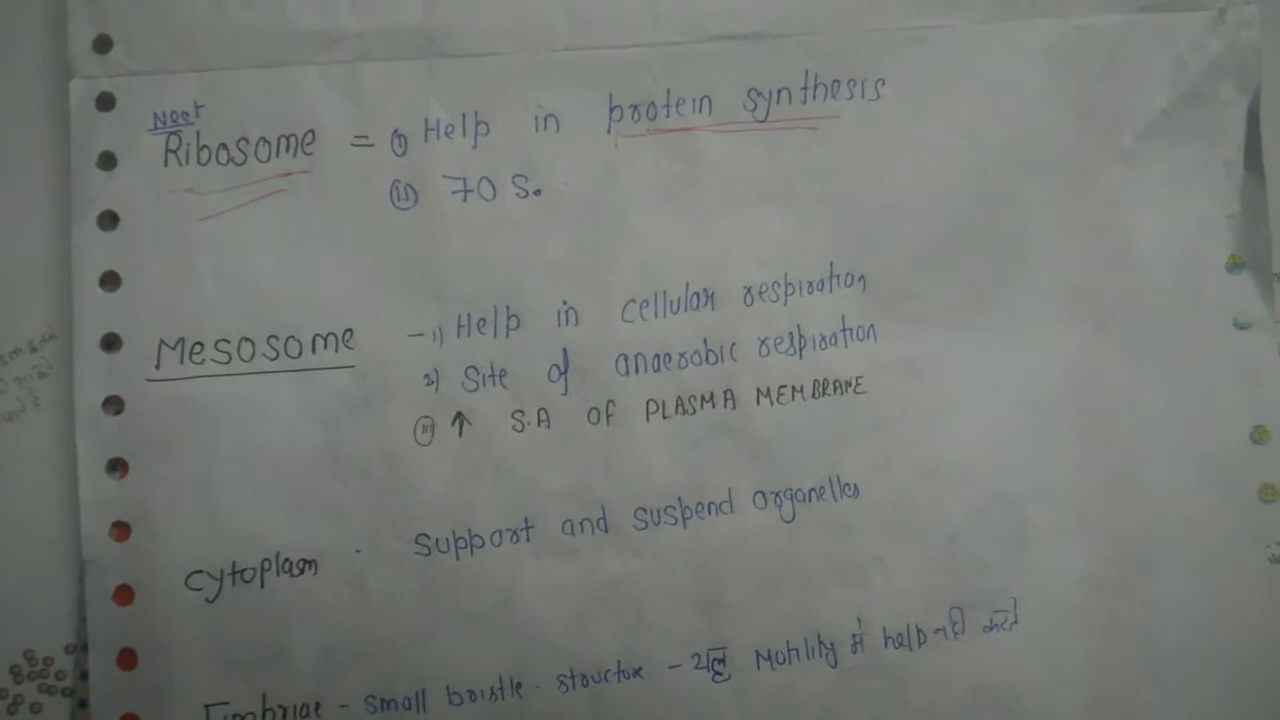 Neet
Ribosome = (i) Help in protein synthesis
(ii) 70 S.
Mesosome - 1) Help in cellular respiration
2) Site of anaerobic respiration
(iii) ↑ S.A OF PLASMA MEMBRANE
Cytoplasm - Support and suspend organelles
Fimbriae - small bristle - structur - यह Motility में help नहीं करते